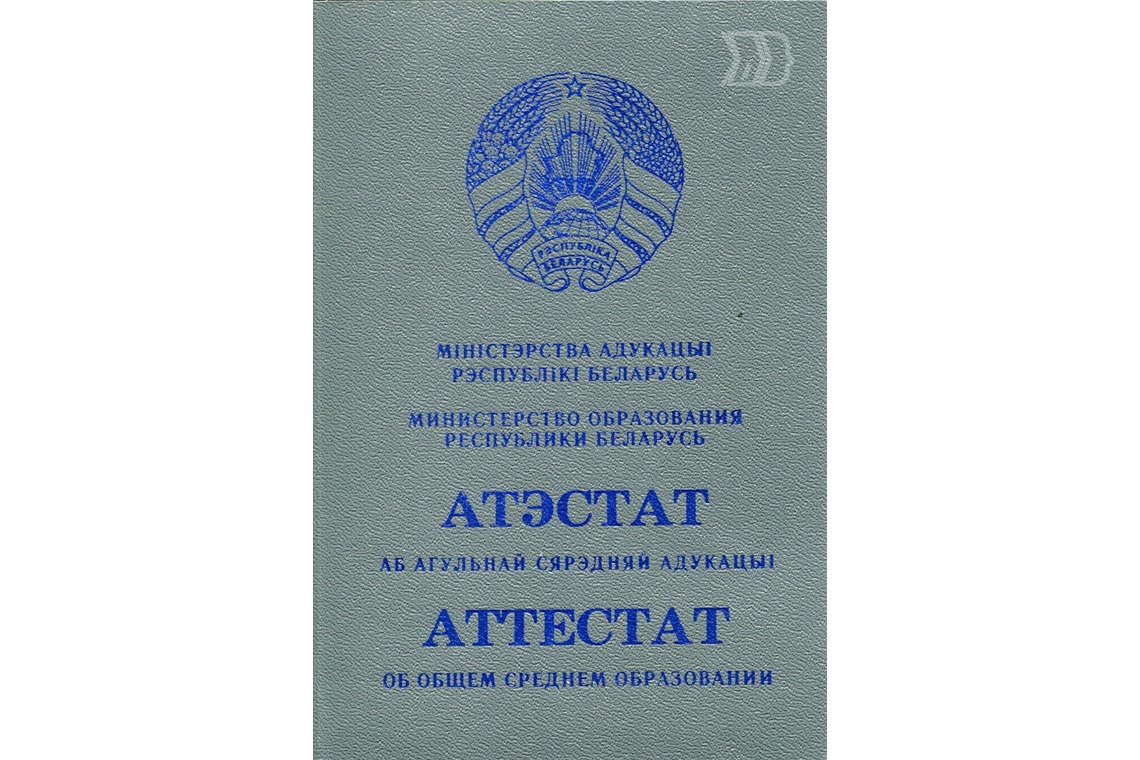 РЭСПУБЛІКА
БЕЛАРУСЬ
МІНІСТЭРСТВА АДУКАЦЫІ
РЭСПУБЛІКІ БЕЛАРУСЬ
МИНИСТЕРСТВО ОБРАЗОВАНИЯ
РЕСПУБЛИКИ БЕЛАРУСЬ
АТЭСТАТ
АБ АГУЛЬНАЙ СЯРЭДНЯЙ АДУКАЦЫІ
АТТЕСТАТ
ОБ ОБЩЕМ СРЕДНЕМ ОБРАЗОВАНИИ